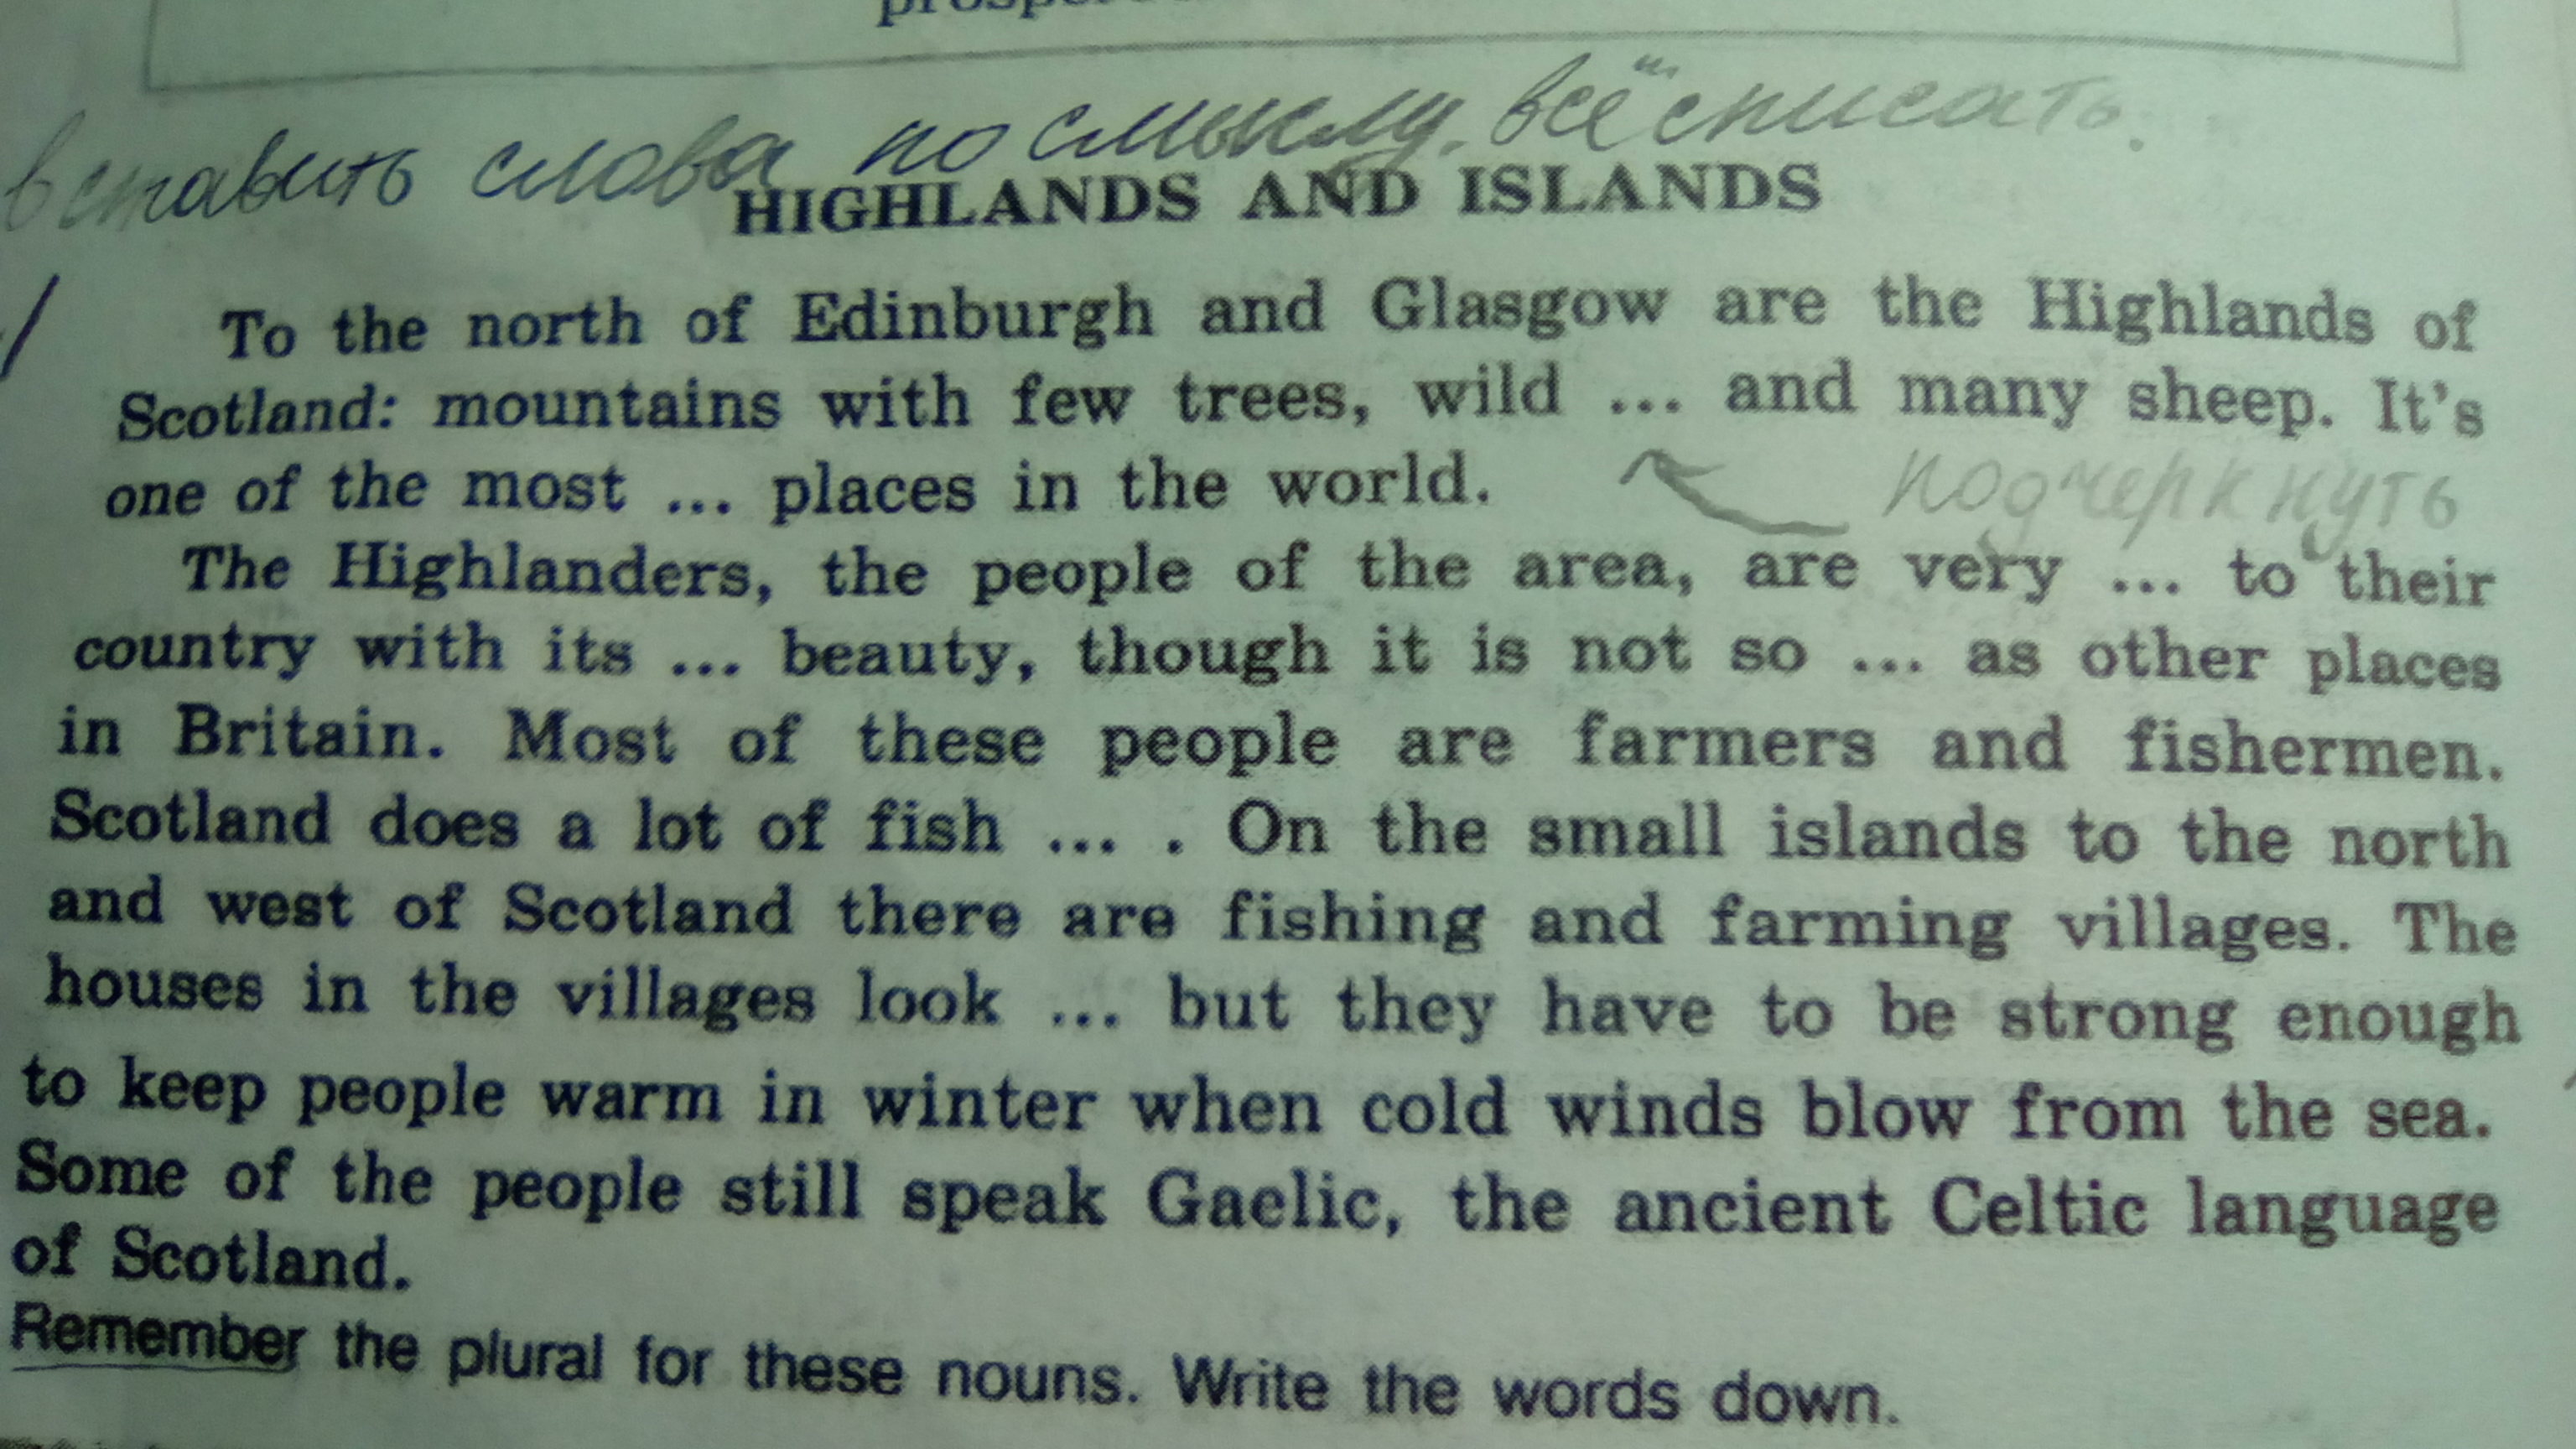 вставить слова по смыслу. всё списать.
HIGHLANDS AND ISLANDS
To the north of Edinburgh and Glasgow are the Highlands of
Scotland: mountains with few trees, wild ... and many sheep. It's
one of the most ... places in the world.
подчеркнуть
The Highlanders, the people of the area, are very ... to their
country with its ... beauty, though it is not so ... as other places
in Britain. Most of these people are farmers and fishermen.
Scotland does a lot of fish ... . On the small islands to the north
and west of Scotland there are fishing and farming villages. The
houses in the villages look ... but they have to be strong enough
to keep people warm in winter when cold winds blow from the sea.
Some of the people still speak Gaelic, the ancient Celtic language
of Scotland.
Remember the plural for these nouns. Write the words down.